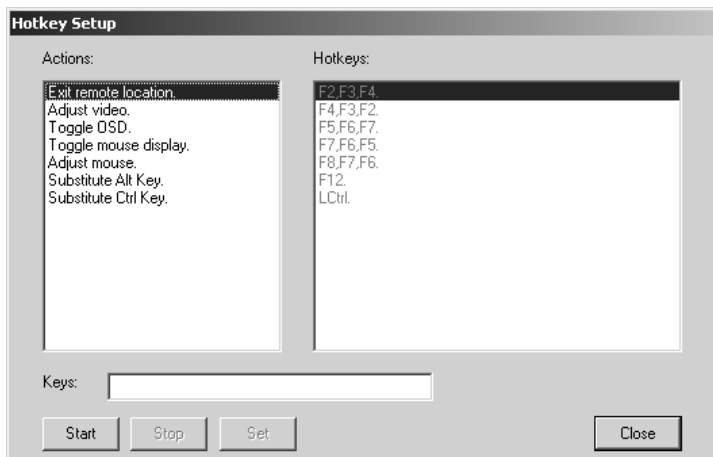 Hotkey Setup
Actions:
Hotkeys:
Exit remote location.
F2,F3,F4.
Adjust video.
F4,F3,F2.
Toggle OSD.
F5,F6,F7.
Toggle mouse display.
F7,F6,F5.
Adjust mouse.
F8,F7,F6.
Substitute Alt Key.
F12.
Substitute Ctrl Key.
LCtrl.
Keys:
Start
Stop
Set
Close